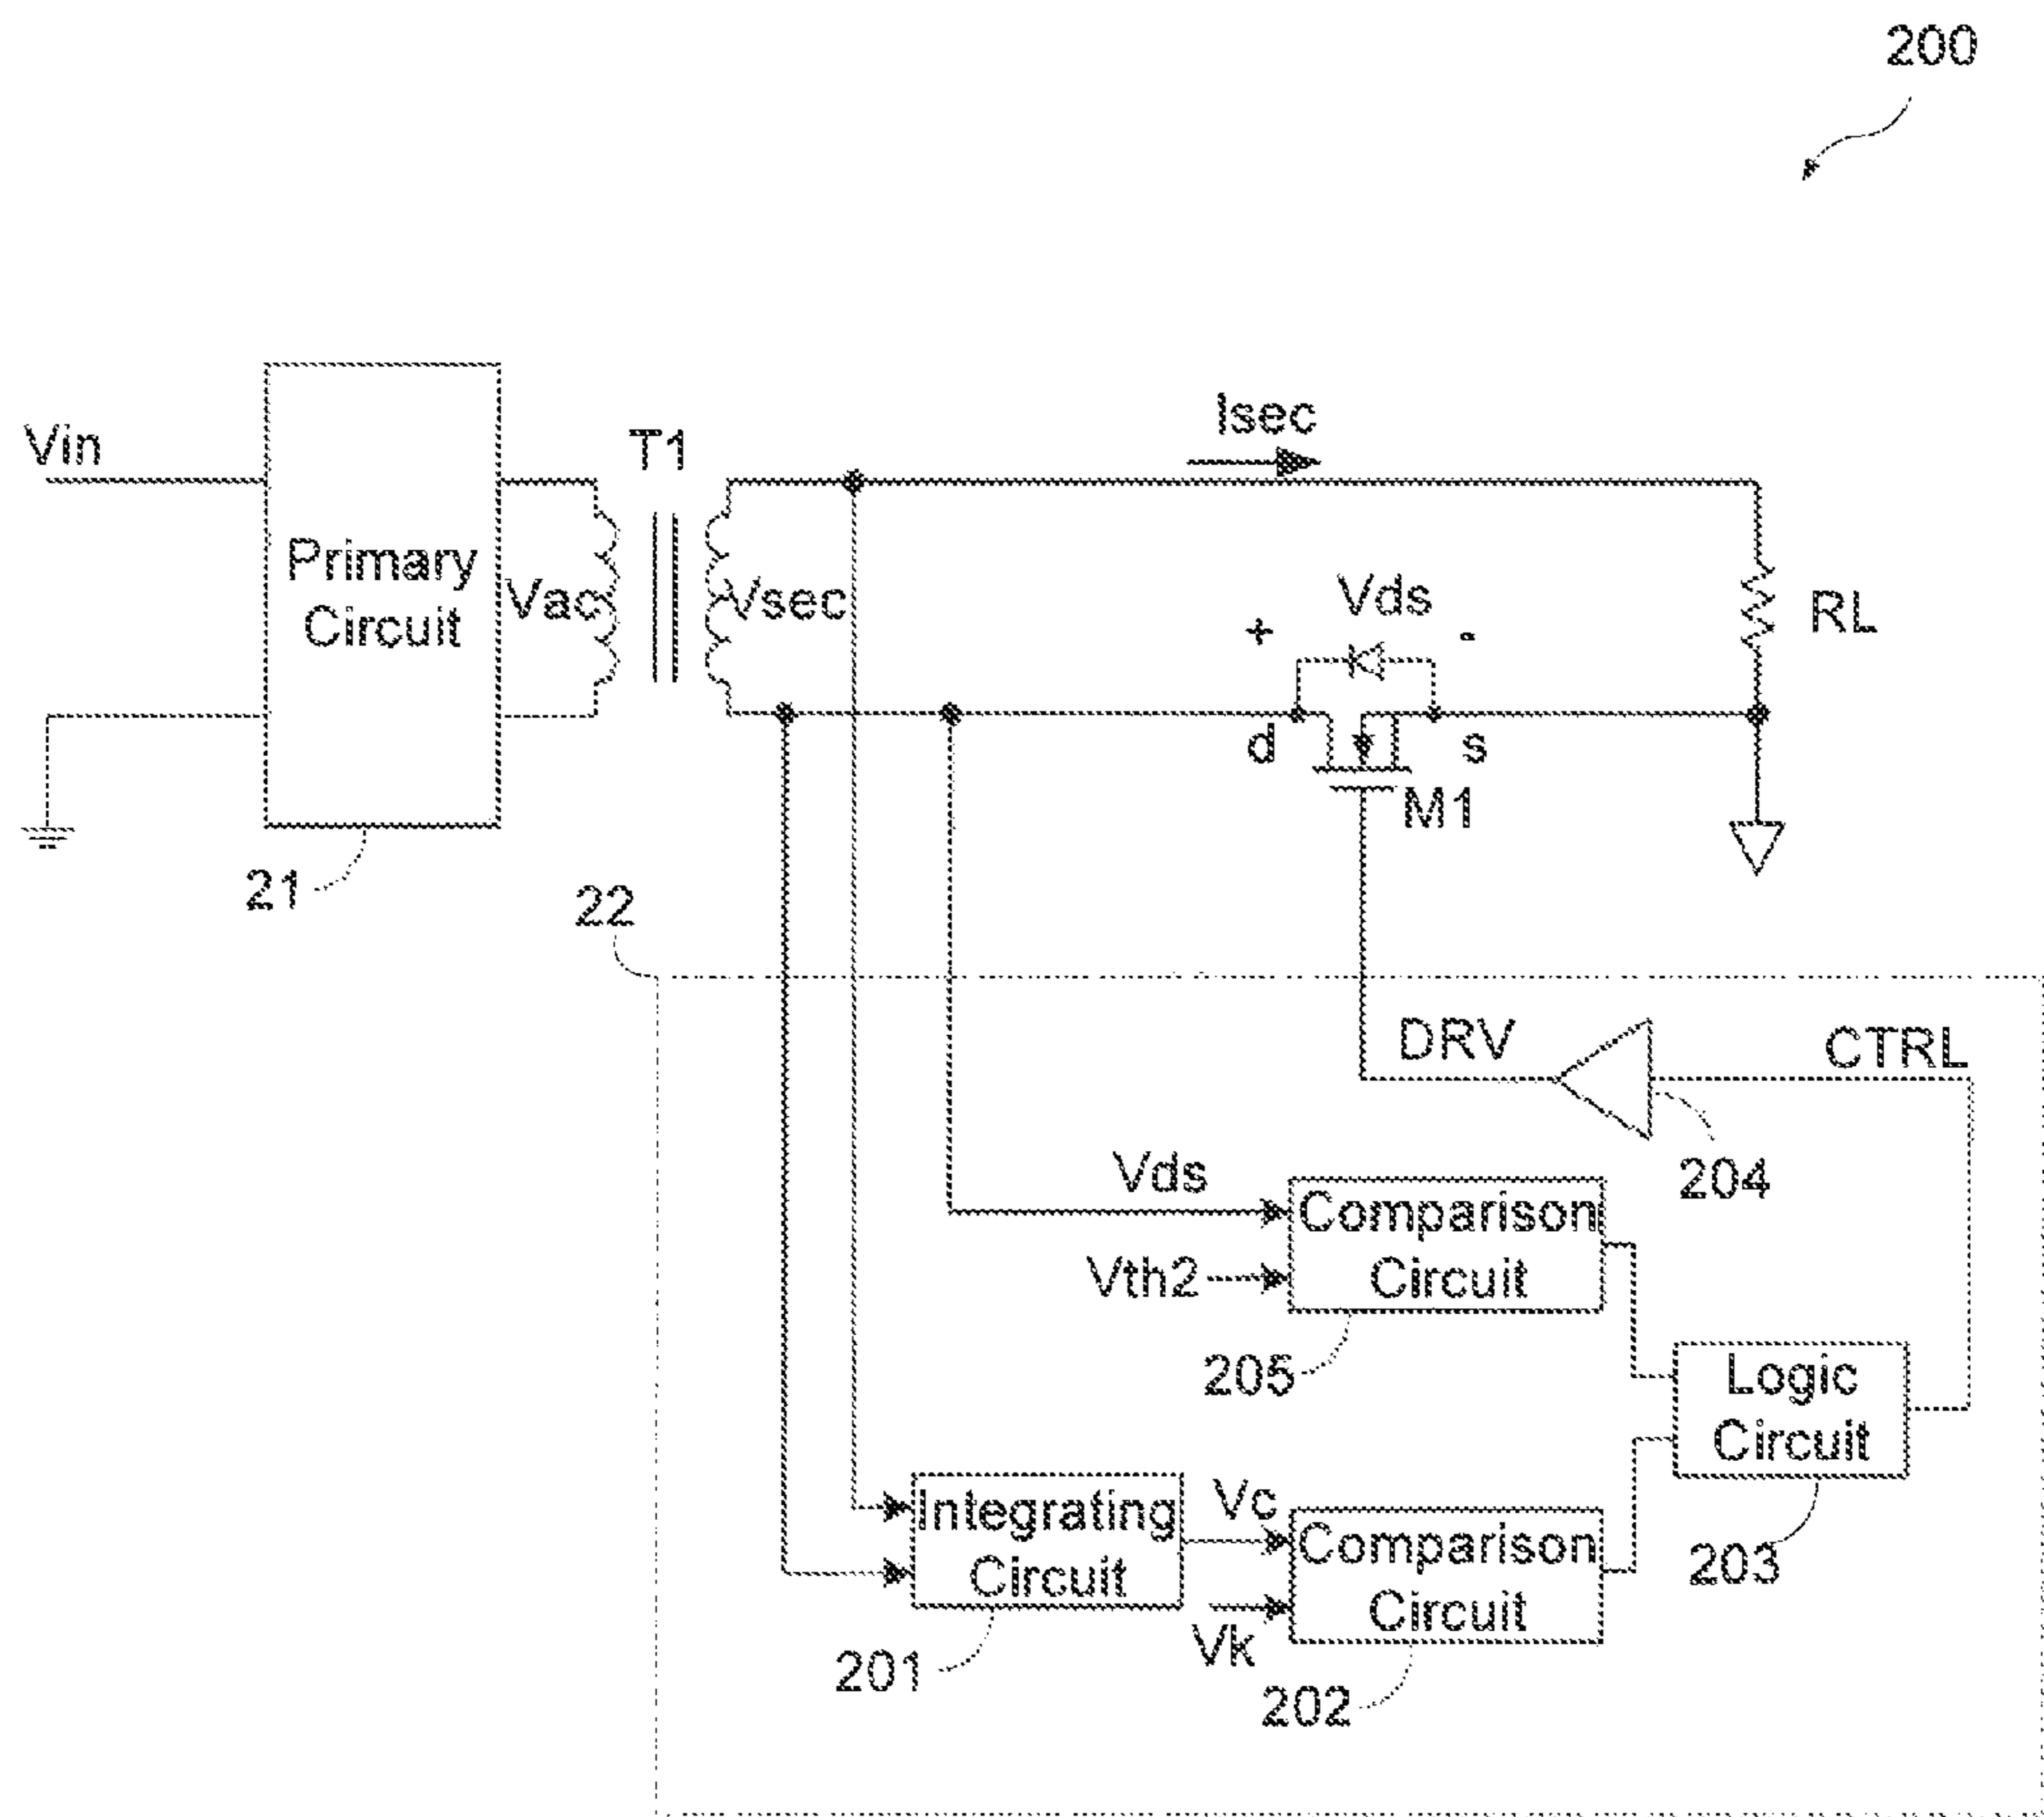 200
Isec
Vin
T1
Primary
Circuit
Vac
Vsec
Vds
+ -
RL
d
s
M1
21
22
DRV
CTRL
204
Vds
Comparison
Circuit
Vth2
205
Logic
Circuit
203
Integrating
Circuit
Vc
Comparison
Circuit
Vk
201
202